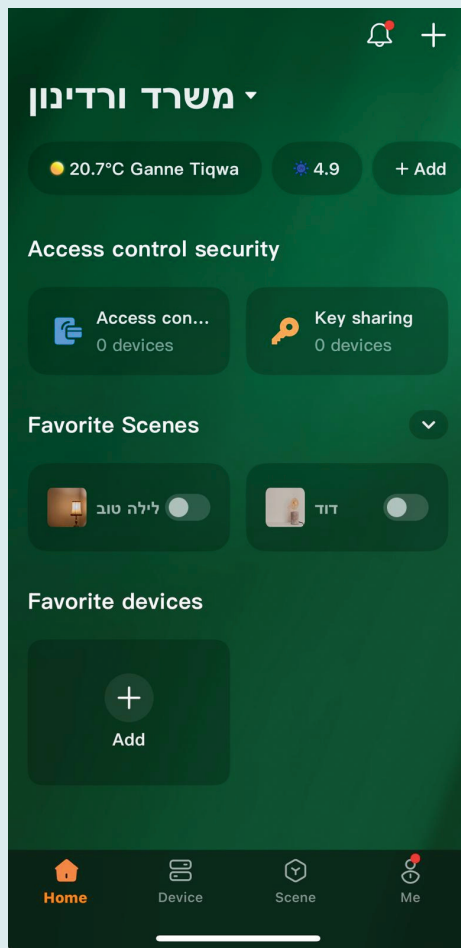 משרד ורדינון
20.7°C Ganne Tiqwa
4.9
+ Add
Access control security
Access con...
0 devices
Key sharing
0 devices
Favorite Scenes
לילה טוב
דוד
Favorite devices
Add
Home
Device
Scene
Me